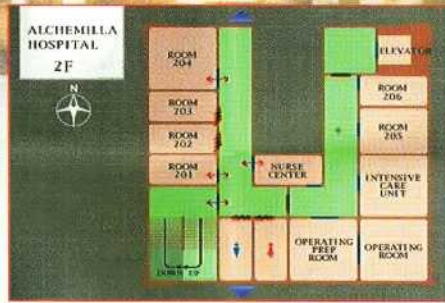 ALCHEMILLA
HOSPITAL
2F
N
ROOM
204
ROOM
203
ROOM
202
ROOM
201
DOWN UP
NURSE
CENTER
OPERATING
PREP
ROOM
OPERATING
ROOM
INTENSIVE
CARE
UNIT
ROOM
205
ROOM
206
ELEVATOR